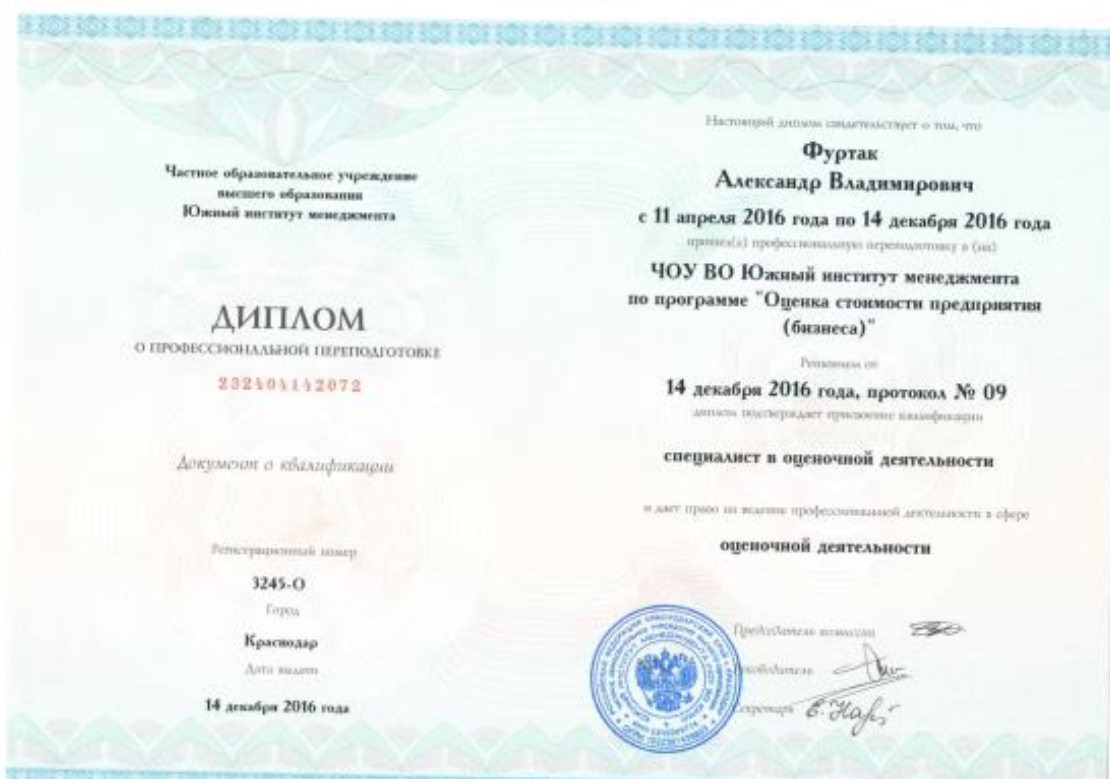 Частное образовательное учреждение
высшего образования
Южный институт менеджмента
ДИПЛОМ
О ПРОФЕССИОНАЛЬНОЙ ПЕРЕПОДГОТОВКЕ
232404142072
Документ о квалификации
Регистрационный номер
3245-О
Город
Краснодар
Дата выдачи
14 декабря 2016 года
Настоящий диплом свидетельствует о том, что
Фуртак
Александр Владимирович
с 11 апреля 2016 года по 14 декабря 2016 года
прошел(а) профессиональную переподготовку в (на)
ЧОУ ВО Южный институт менеджмента
по программе "Оценка стоимости предприятия
(бизнеса)"
Решением от
14 декабря 2016 года, протокол № 09
диплом подтверждает присвоение квалификации
специалист в оценочной деятельности
и дает право на ведение профессиональной деятельности в сфере
оценочной деятельности
Председатель комиссии
Руководитель
Секретарь